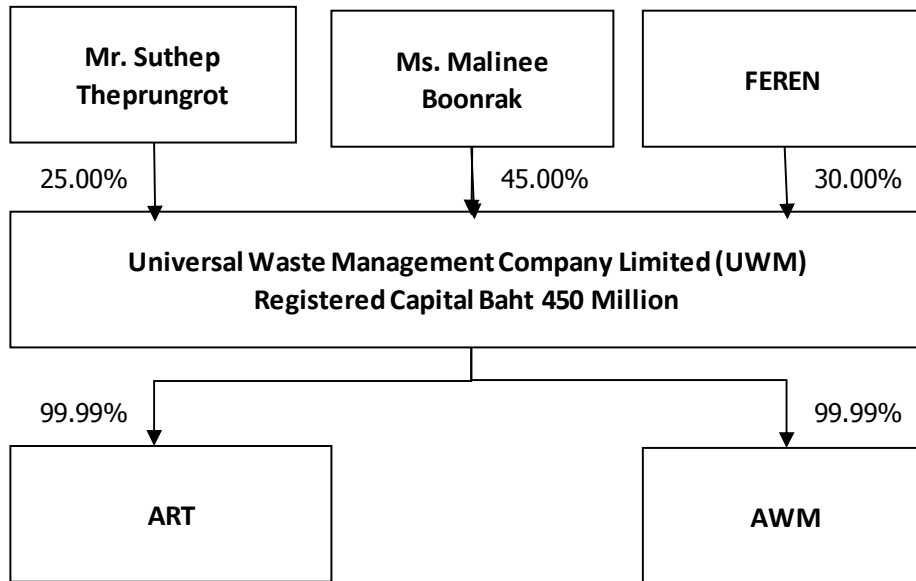 Mr. Suthep
Theprungrot
Ms. Malinee
Boonrak
FEREN
25.00%
45.00%
30.00%
Universal Waste Management Company Limited (UWM)
Registered Capital Baht 450 Million
99.99%
99.99%
ART
AWM